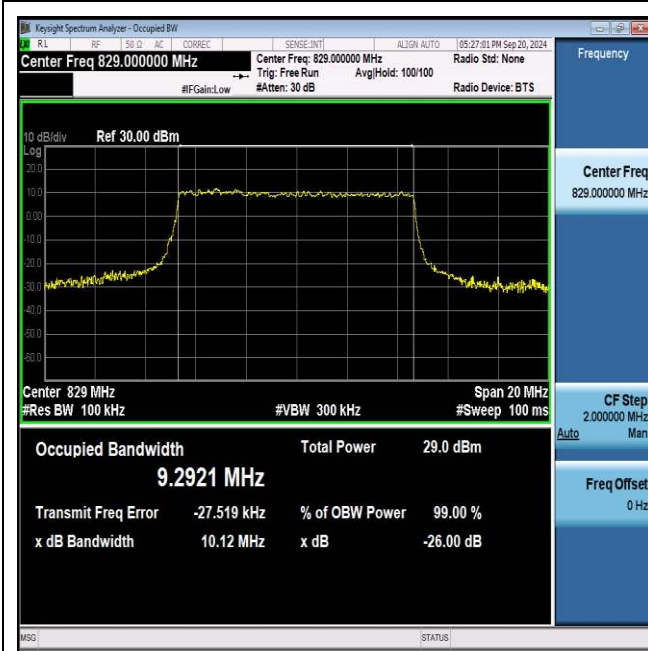 Keysight Spectrum Analyzer - Occupied BW
RL RF 50 Ω AC CORREC SENSE:INT ALIGN AUTO 05:27:01 PM Sep 20, 2024
Center Freq 829.000000 MHz
Center Freq: 829.000000 MHz Radio Std: None
Trig: Free Run Avg|Hold: 100/100
#IFGain:Low #Atten: 30 dB Radio Device: BTS
10 dB/div Ref 30.00 dBm
Log
20.0
10.0
0.00
-10.0
-20.0
-30.0
-40.0
-50.0
-60.0
Center 829 MHz Span 20 MHz
#Res BW 100 kHz #VBW 300 kHz #Sweep 100 ms
Occupied Bandwidth Total Power 29.0 dBm
9.2921 MHz
Transmit Freq Error -27.519 kHz % of OBW Power 99.00 %
x dB Bandwidth 10.12 MHz x dB -26.00 dB
MSG STATUS
Frequency
Center Freq
829.000000 MHz
CF Step
2.000000 MHz
Auto Man
Freq Offset
0 Hz